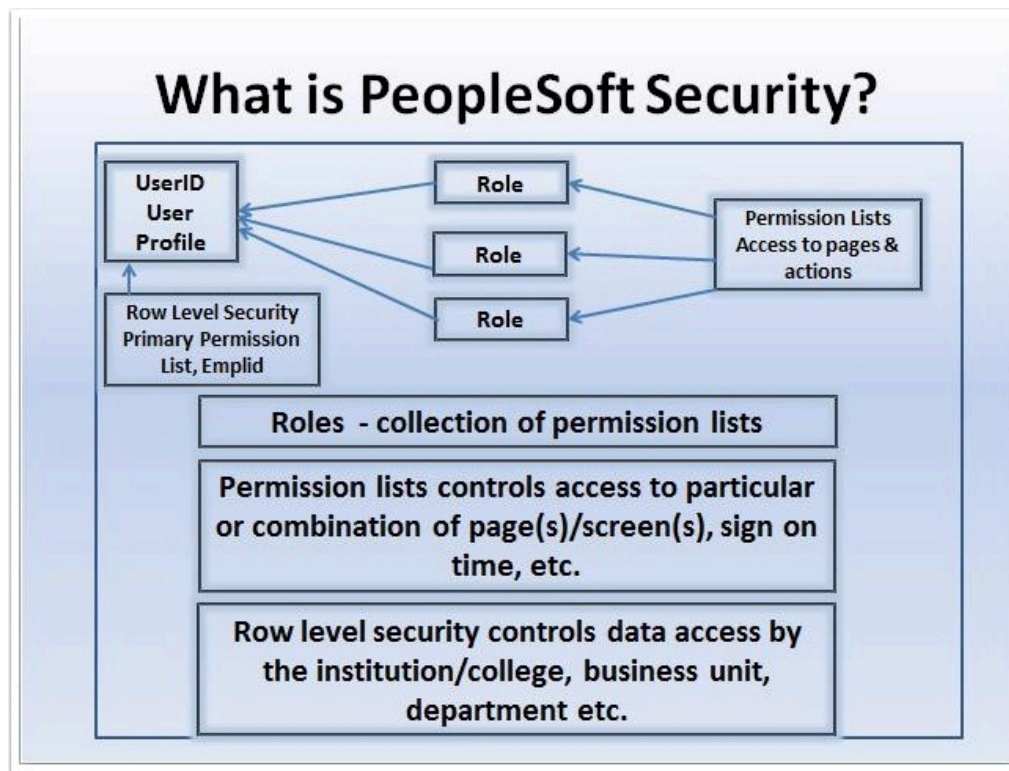 What is PeopleSoft Security?
UserID
User
Profile
Role
Role
Role
Permission Lists
Access to pages &
actions
Row Level Security
Primary Permission
List, Emplid
Roles - collection of permission lists
Permission lists controls access to particular
or combination of page(s)/screen(s), sign on
time, etc.
Row level security controls data access by
the institution/college, business unit,
department etc.